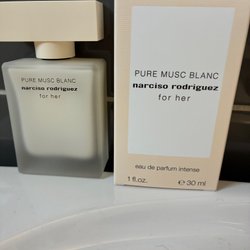 PURE MUSC BLANC
narciso rodriguez
for her
PURE MUSC BLANC
narciso rodriguez
for her
eau de parfum intense
1 fl.oz. e 30 ml